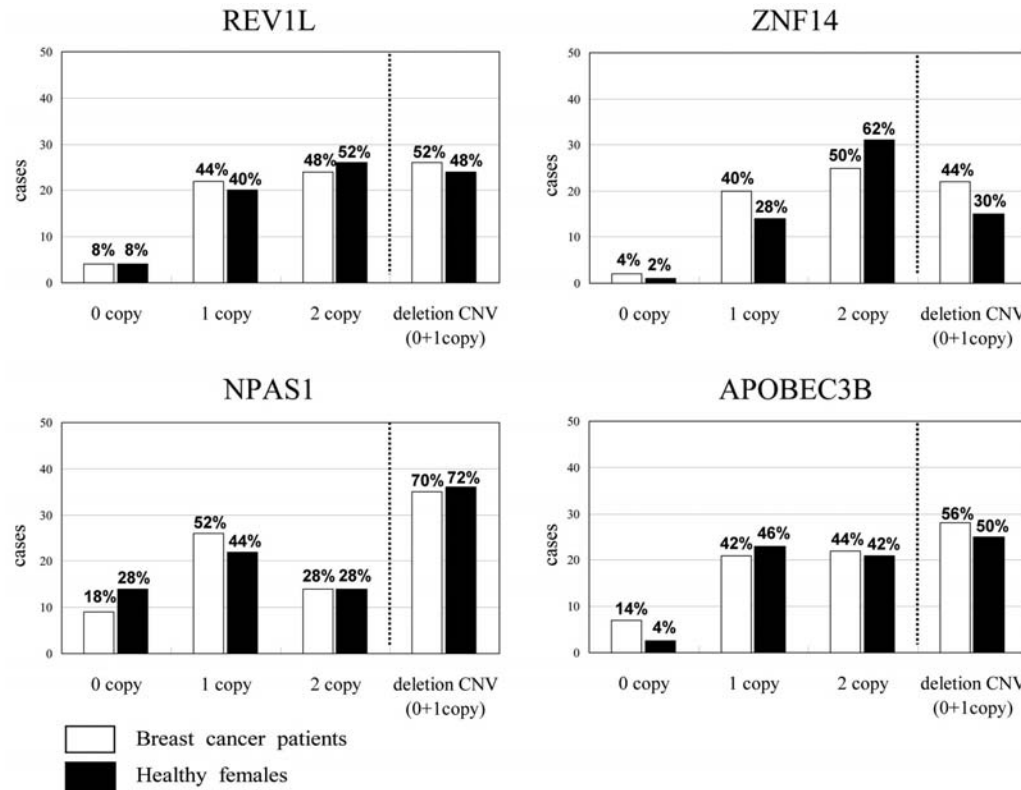 REV1L
50
40
30
20
10
0
cases
8% 8%
44% 40%
48% 52%
52% 48%
0 copy 1 copy 2 copy deletion CNV
(0+1copy)
ZNF14
50
40
30
20
10
0
cases
4% 2%
40% 28%
50% 62%
44% 30%
0 copy 1 copy 2 copy deletion CNV
(0+1copy)
NPAS1
50
40
30
20
10
0
cases
18% 28%
52% 44%
28% 28%
70% 72%
0 copy 1 copy 2 copy deletion CNV
(0+1copy)
APOBEC3B
50
40
30
20
10
0
cases
14% 4%
42% 46%
44% 42%
56% 50%
0 copy 1 copy 2 copy deletion CNV
(0+1copy)
Breast cancer patients
Healthy females